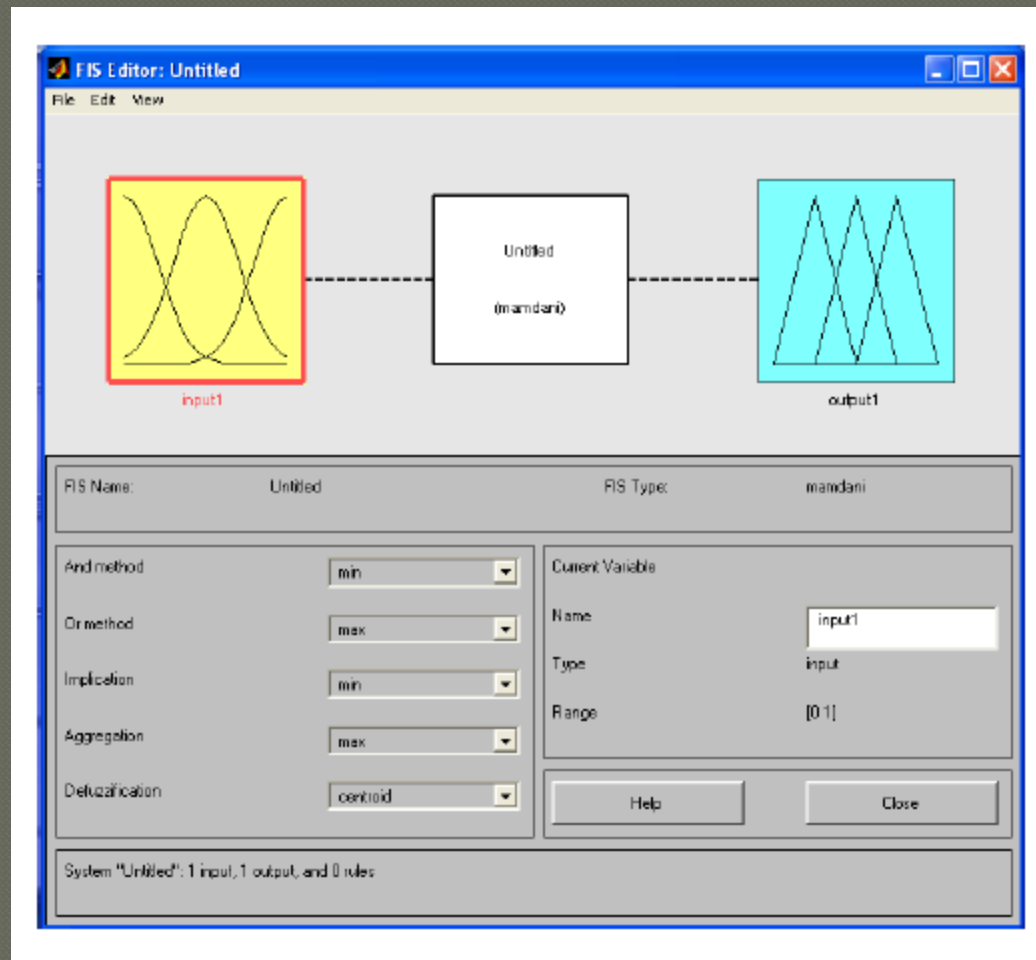 FIS Editor: Untitled
File Edit View
Untitled
(mamdani)
input1
output1
FIS Name:
Untitled
FIS Type:
mamdani
And method
min
Or method
max
Implication
min
Aggregation
max
Defuzzification
centroid
Current Variable
Name
input1
Type
input
Range
[0 1]
Help
Close
System "Untitled": 1 input, 1 output, and 0 rules